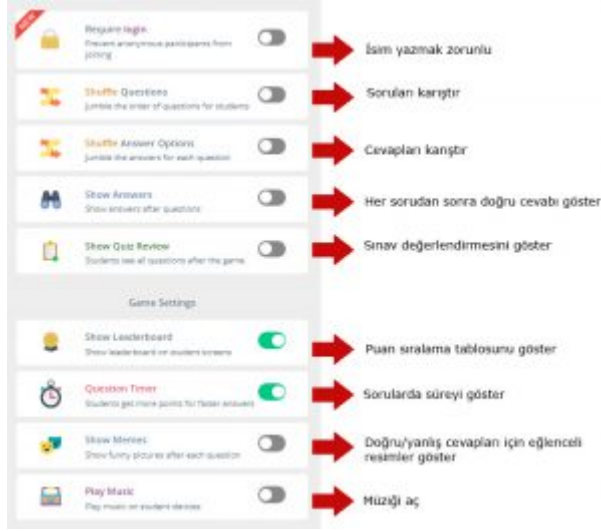 NEW
Require login
Prevent anonymous participants from
joining
İsim yazmak zorunlu
Shuffle Questions
Jumble the order of questions for students
Soruları karıştır
Shuffle Answer Options
Jumble the answers for each question
Cevapları karıştır
Show Answers
Show answers after questions
Her sorudan sonra doğru cevabı göster
Show Quiz Review
Students see all questions after the game
Sınav değerlendirmesini göster
Game Settings
Show Leaderboard
Show leaderboard on student screens
Puan sıralama tablosunu göster
Question Timer
Students get more points for faster answers
Sorularda süreyi göster
Show Memes
Show funny pictures after each question
Doğru/yanlış cevapları için eğlenceli
resimler göster
Play Music
Play music on student devices
Müziği aç